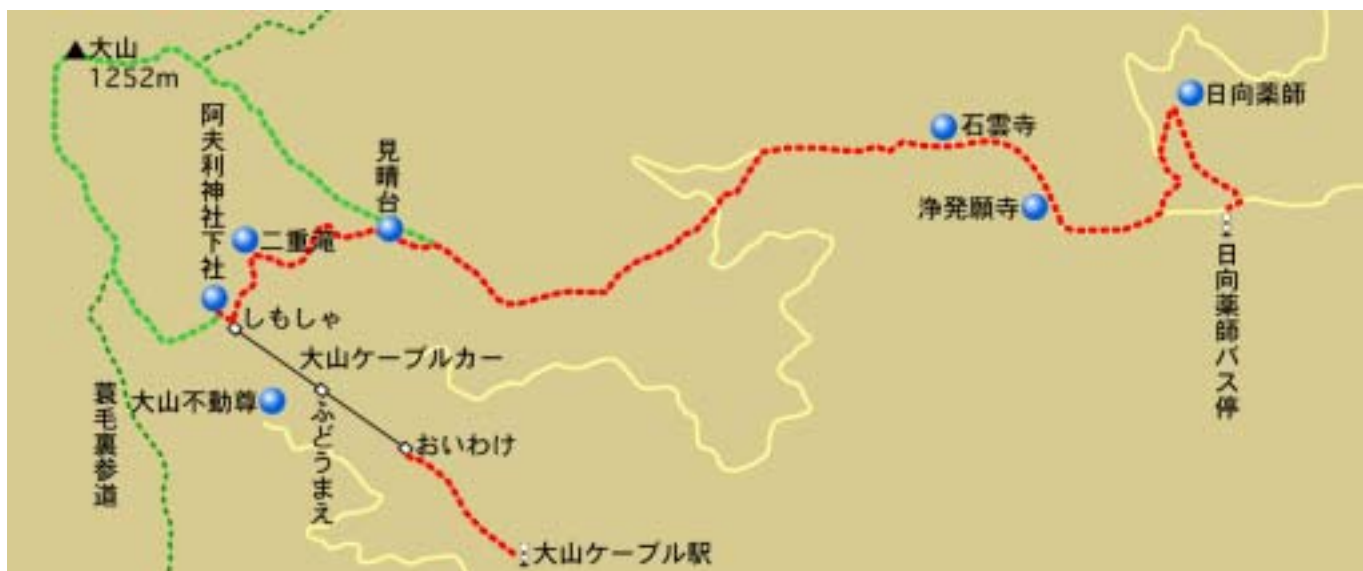 ▲大山
1252m
阿夫利神社下社
見晴台
二重滝
石雲寺
日向薬師
浄発願寺
日向薬師バス停
しもしゃ
大山ケーブルカー
大山不動尊
ふどうまえ
おいわけ
蓑毛裏参道
大山ケーブル駅